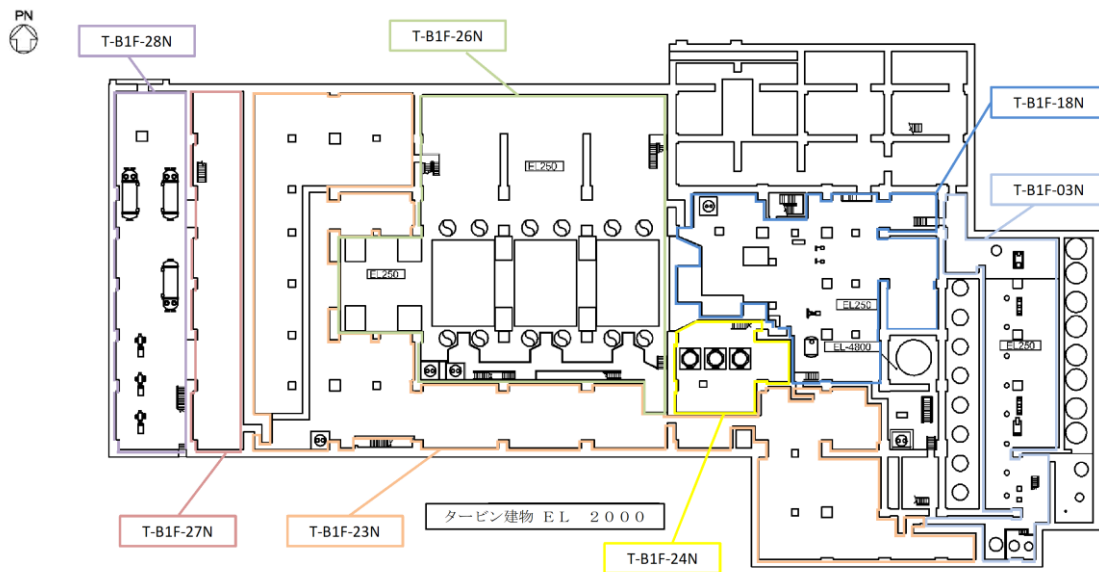 PN
T-B1F-28N
T-B1F-26N
T-B1F-18N
T-B1F-03N
EL250
EL250
EL250
EL250
EL-4800
T-B1F-27N
T-B1F-23N
タービン建物 EL 2000
T-B1F-24N